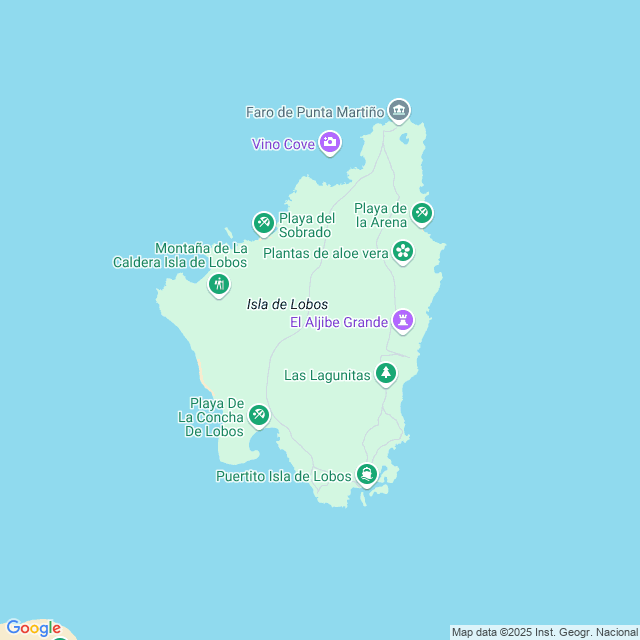 Faro de Punta Martiño
Vino Cove
Playa de
la Arena
Playa del
Sobrado
Plantas de aloe vera
Montaña de La
Caldera Isla de Lobos
Isla de Lobos
El Aljibe Grande
Las Lagunitas
Playa De
La Concha
De Lobos
Puertito Isla de Lobos
Google
Map data ©2025 Inst. Geogr. Nacional